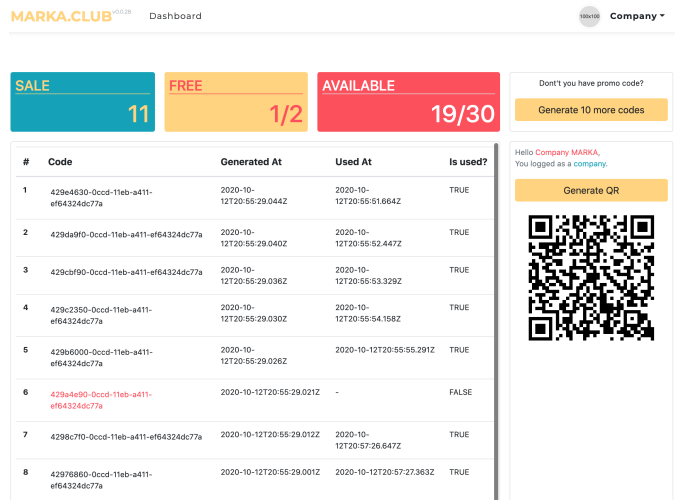 MARKA.CLUB v0.0.28 Dashboard 100x100 Company
SALE
11
FREE
1/2
AVAILABLE
19/30
Dont't you have promo code?
Generate 10 more codes
# Code Generated At Used At Is used?
1 429e4630-0ccd-11eb-a411- 2020-10- 2020-10- TRUE
ef64324dc77a 12T20:55:29.044Z 12T20:55:51.664Z
2 429da9f0-0ccd-11eb-a411-ef64324dc77a 2020-10- 2020-10- TRUE
12T20:55:29.040Z 12T20:55:52.447Z
3 429cbf90-0ccd-11eb-a411-ef64324dc77a 2020-10- 2020-10- TRUE
12T20:55:29.036Z 12T20:55:53.329Z
4 429c2350-0ccd-11eb-a411- 2020-10- 2020-10- TRUE
ef64324dc77a 12T20:55:29.030Z 12T20:55:54.158Z
5 429b6000-0ccd-11eb-a411- 2020-10- 2020-10-12T20:55:55.291Z TRUE
ef64324dc77a 12T20:55:29.026Z
6 429a4e90-0ccd-11eb-a411- 2020-10-12T20:55:29.021Z - FALSE
ef64324dc77a
7 4298c7f0-0ccd-11eb-a411-ef64324dc77a 2020-10-12T20:55:29.012Z 2020-10- TRUE
12T20:57:26.647Z
8 42976860-0ccd-11eb-a411- 2020-10-12T20:55:29.001Z 2020-10-12T20:57:27.363Z TRUE
ef64324dc77a
Hello Company MARKA,
You logged as a company.
Generate QR